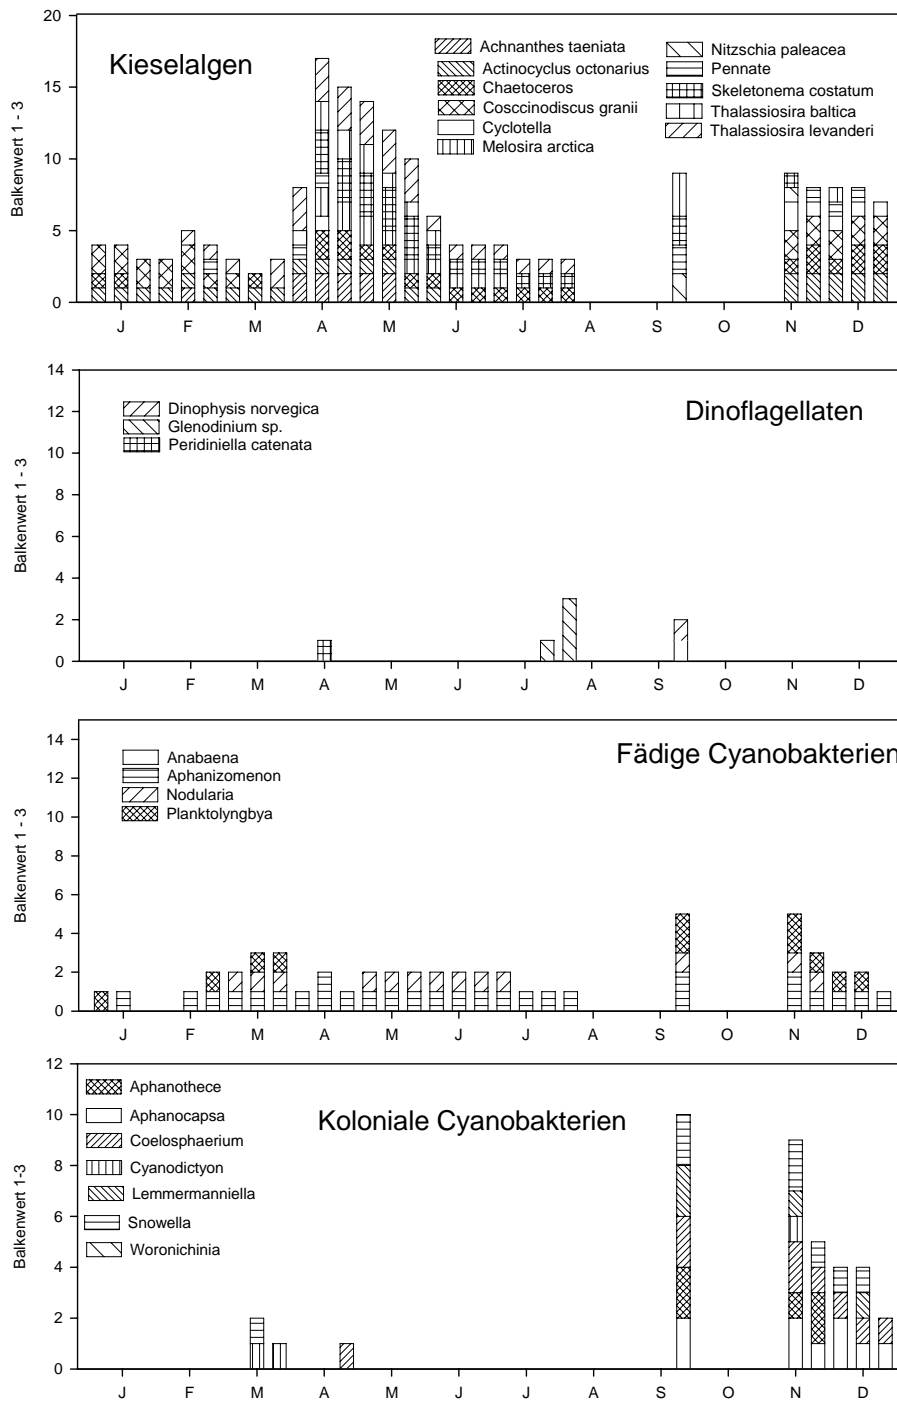 Kieselalgen
Achnanthes taeniata
Actinocyclus octonarius
Chaetoceros
Cosccinodiscus granii
Cyclotella
Melosira arctica
Nitzschia paleacea
Pennate
Skeletonema costatum
Thalassiosira baltica
Thalassiosira levanderi
Balkenwert 1 - 3
20
15
10
5
0
J F M A M J J A S O N D
Dinoflagellaten
Dinophysis norvegica
Glenodinium sp.
Peridiniella catenata
Balkenwert 1 - 3
14
12
10
8
6
4
2
0
J F M A M J J A S O N D
Fädige Cyanobakterien
Anabaena
Aphanizomenon
Nodularia
Planktolyngbya
Balkenwert 1 - 3
14
12
10
8
6
4
2
0
J F M A M J J A S O N D
Koloniale Cyanobakterien
Aphanothece
Aphanocapsa
Coelosphaerium
Cyanodictyon
Lemmermanniella
Snowella
Woronichinia
Balkenwert 1-3
12
10
8
6
4
2
0
J F M A M J J A S O N D